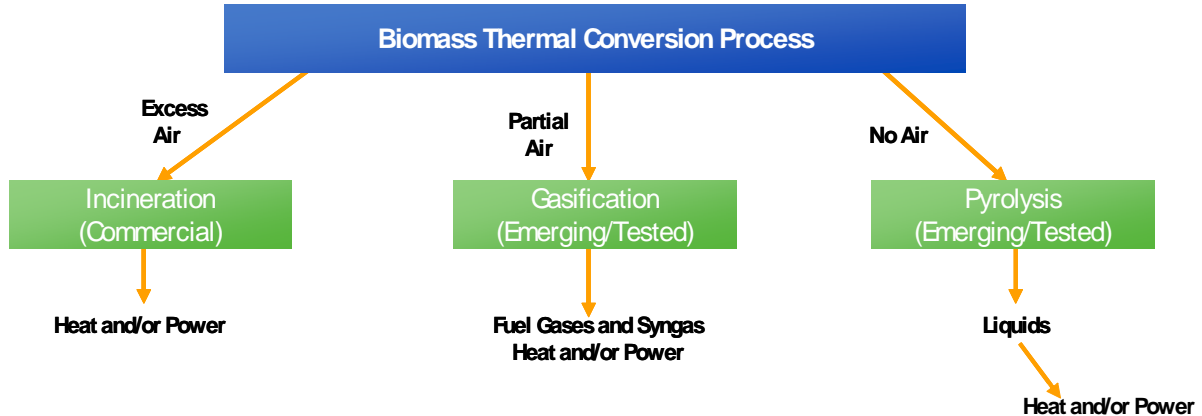 Biomass Thermal Conversion Process
Excess
Air
Partial
Air
No Air
Incineration
(Commercial)
Gasification
(Emerging/Tested)
Pyrolysis
(Emerging/Tested)
Heat and/or Power
Fuel Gases and Syngas
Heat and/or Power
Liquids
Heat and/or Power